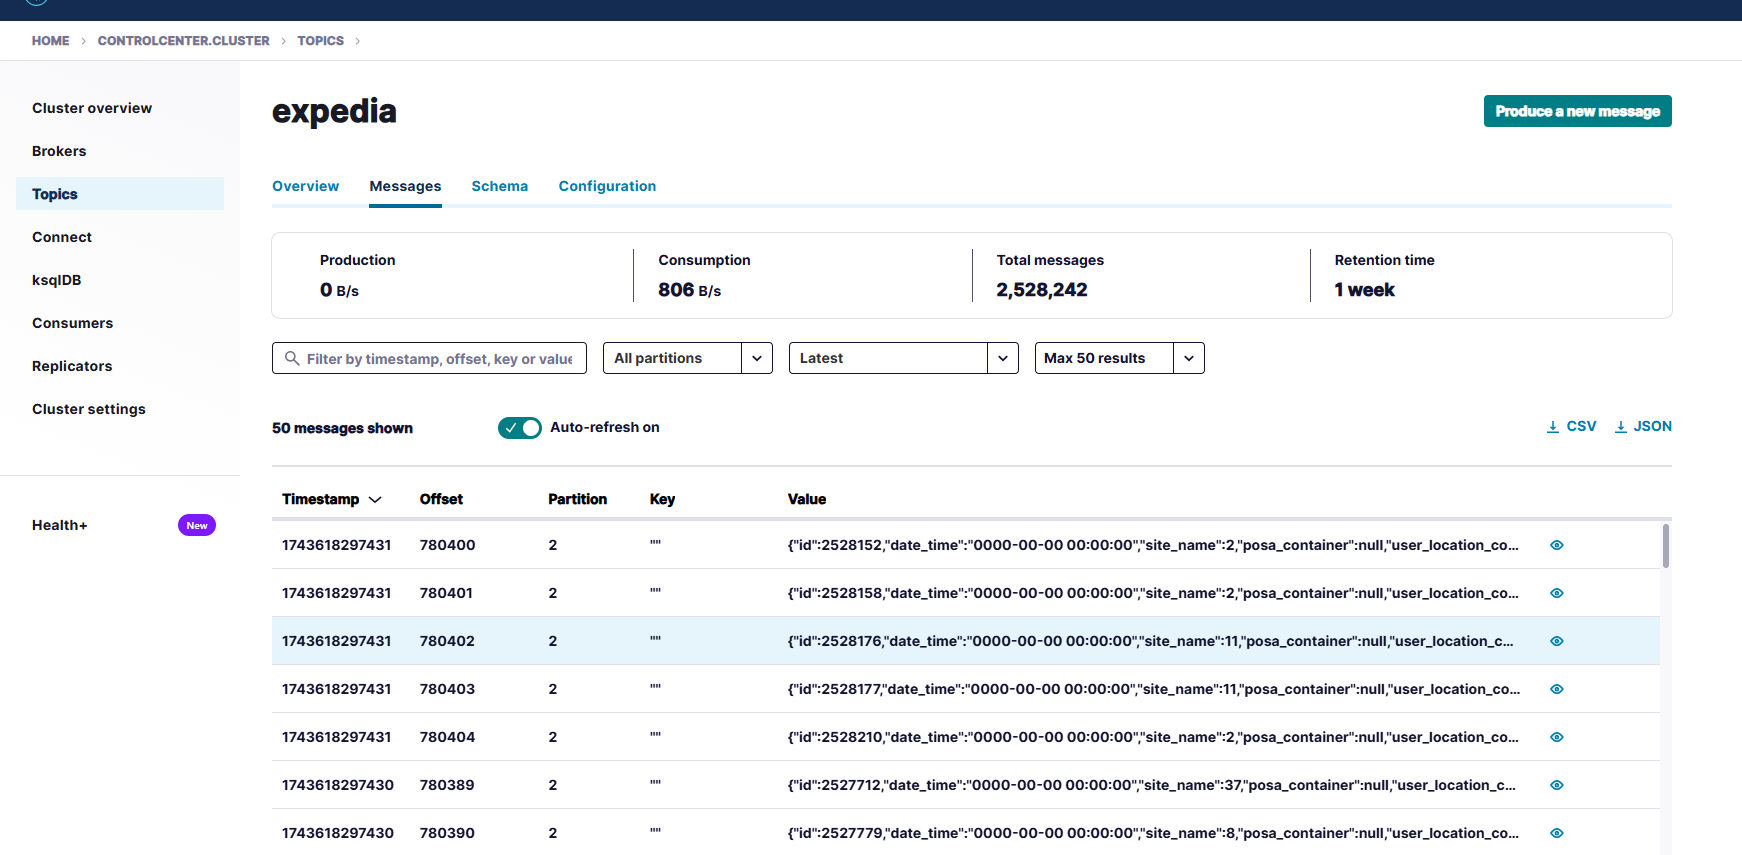 HOME > CONTROLCENTER.CLUSTER > TOPICS >
Cluster overview
Brokers
Topics
Connect
ksqlDB
Consumers
Replicators
Cluster settings
Health+ New
expedia
Produce a new message
Overview Messages Schema Configuration
Production Consumption Total messages Retention time
0 B/s 806 B/s 2,528,242 1 week
Filter by timestamp, offset, key or value All partitions Latest Max 50 results
50 messages shown Auto-refresh on CSV JSON
Timestamp Offset Partition Key Value
1743618297431 780400 2 "" {"id":2528152,"date_time":"0000-00-00 00:00:00","site_name":2,"posa_container":null,"user_location_co...
1743618297431 780401 2 "" {"id":2528158,"date_time":"0000-00-00 00:00:00","site_name":2,"posa_container":null,"user_location_co...
1743618297431 780402 2 "" {"id":2528176,"date_time":"0000-00-00 00:00:00","site_name":11,"posa_container":null,"user_location_c...
1743618297431 780403 2 "" {"id":2528177,"date_time":"0000-00-00 00:00:00","site_name":11,"posa_container":null,"user_location_co...
1743618297431 780404 2 "" {"id":2528210,"date_time":"0000-00-00 00:00:00","site_name":2,"posa_container":null,"user_location_co...
1743618297430 780389 2 "" {"id":2527712,"date_time":"0000-00-00 00:00:00","site_name":37,"posa_container":null,"user_location_c...
1743618297430 780390 2 "" {"id":2527779,"date_time":"0000-00-00 00:00:00","site_name":8,"posa_container":null,"user_location_co...